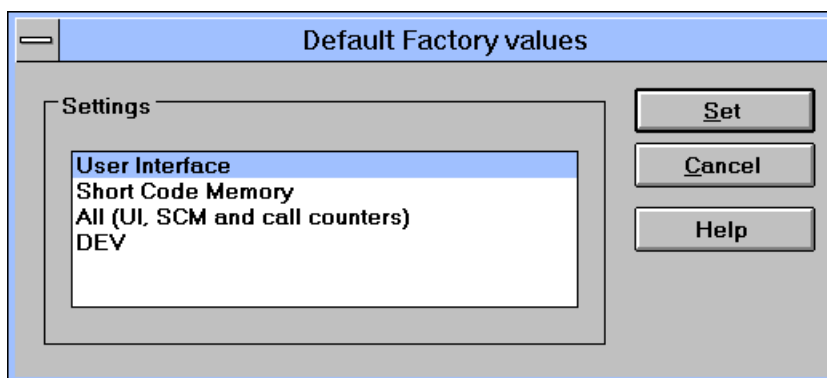 Default Factory values
Settings
User Interface
Short Code Memory
All (UI, SCM and call counters)
DEV
Set
Cancel
Help